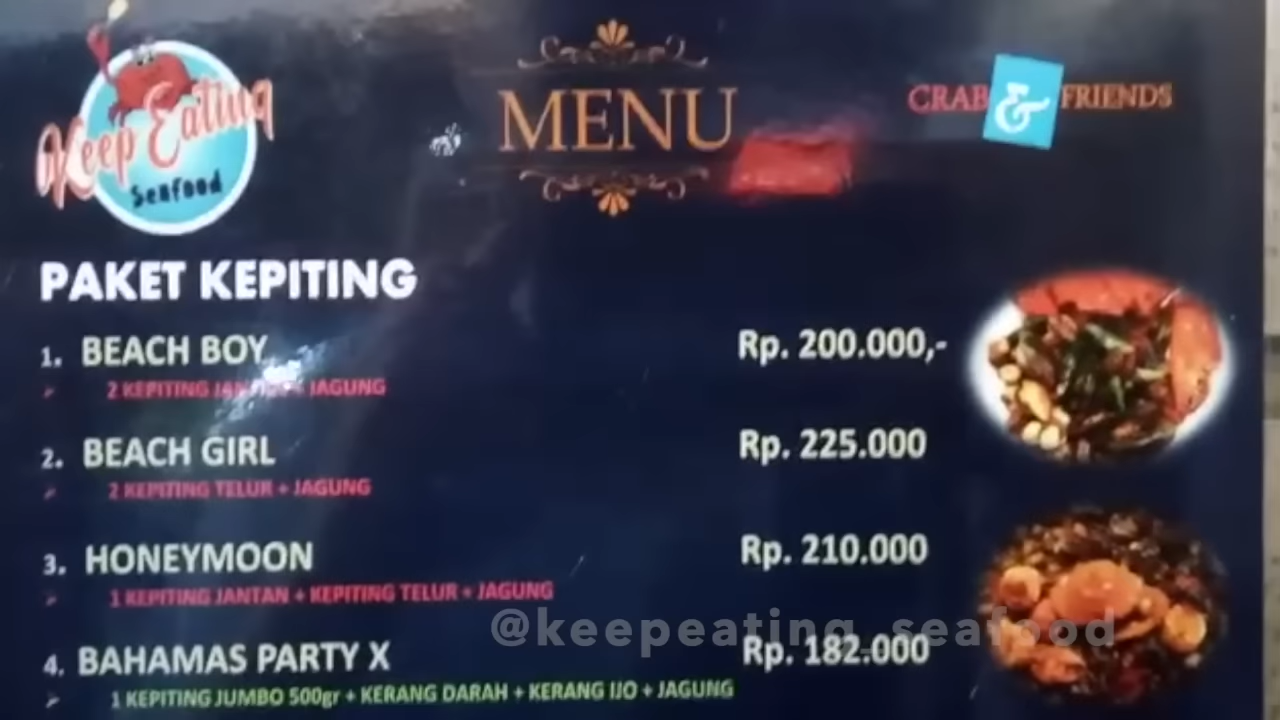 Keep Eating
Seafood
MENU
CRAB & FRIENDS
PAKET KEPITING
1. BEACH BOY Rp. 200.000,-
2 KEPITING JAGUNG
2. BEACH GIRL Rp. 225.000
2 KEPITING TELUR + JAGUNG
3. HONEYMOON Rp. 210.000
1 KEPITING JANTAN + KEPITING TELUR + JAGUNG
@keepeating_seafood
4. BAHAMAS PARTY X Rp. 182.000
1 KEPITING JUMBO 500gr + KERANG DARAH + KERANG IJO + JAGUNG